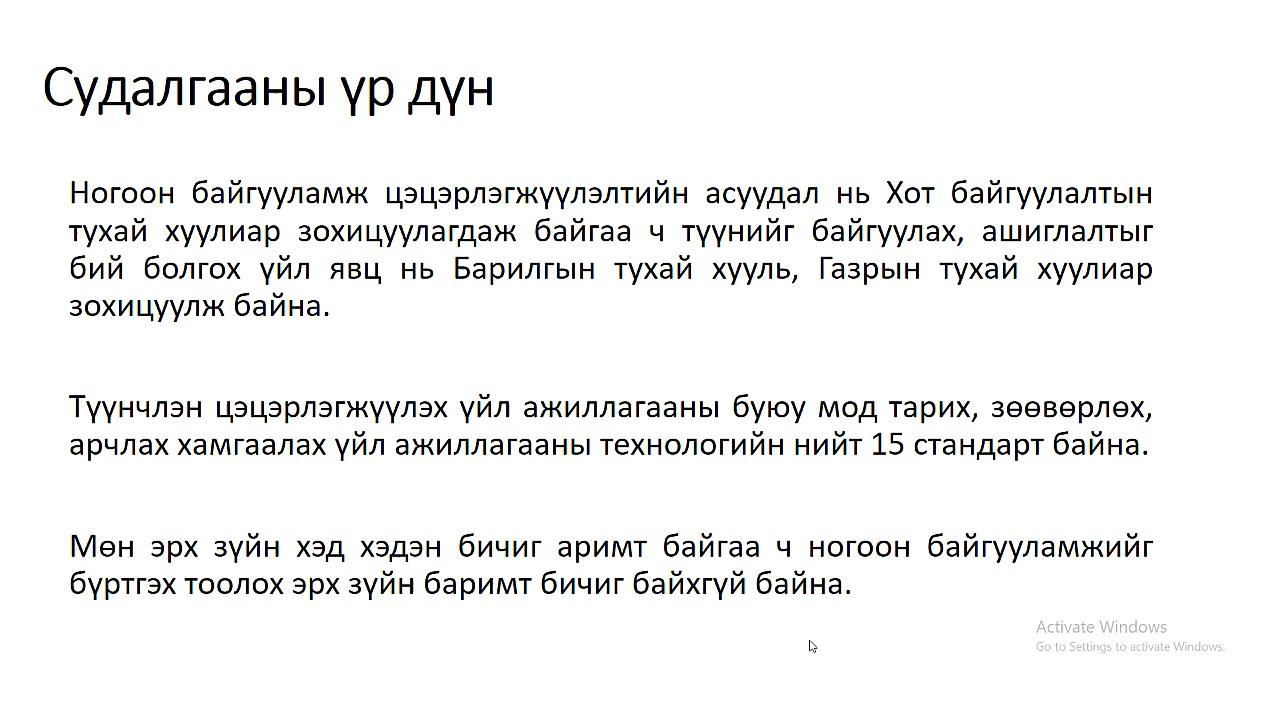 Судалгааны үр дүн
Ногоон байгууламж цэцэрлэгжүүлэлтийн асуудал нь Хот байгуулалтын
тухай хуулиар зохицуулагдаж байгаа ч түүнийг байгуулах, ашиглалтыг
бий болгох үйл явц нь Барилгын тухай хууль, Газрын тухай хуулиар
зохицуулж байна.
Түүнчлэн цэцэрлэгжүүлэх үйл ажиллагааны буюу мод тарих, зөөвөрлөх,
арчлах хамгаалах үйл ажиллагааны технологийн нийт 15 стандарт байна.
Мөн эрх зүйн хэд хэдэн бичиг аримт байгаа ч ногоон байгууламжийг
бүртгэх тоолох эрх зүйн баримт бичиг байхгүй байна.
Activate Windows
Go to Settings to activate Windows.